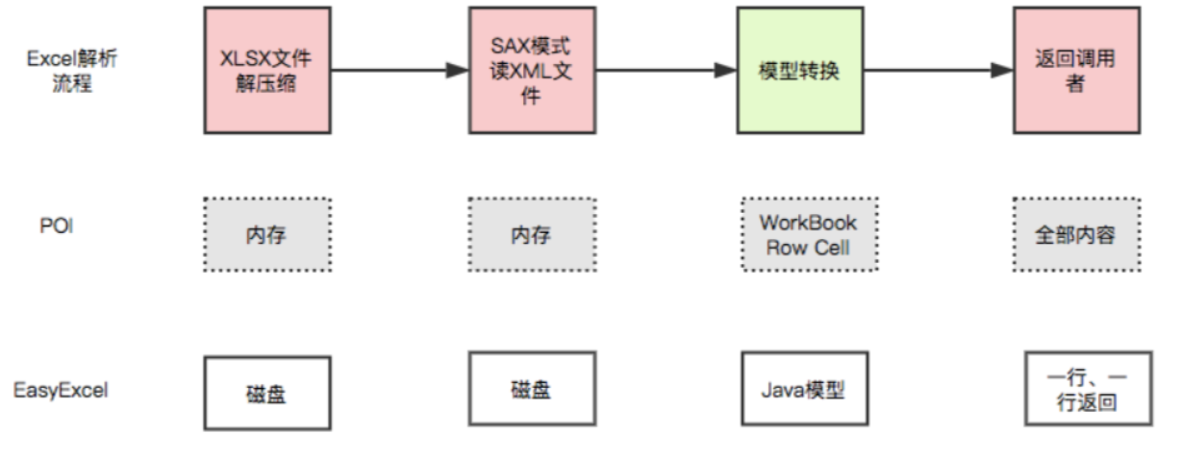 Excel解析
流程
XLSX文件
解压缩
SAX模式
读XML文
件
模型转换
返回调用
者
POI
内存
内存
WorkBook
Row Cell
全部内容
EasyExcel
磁盘
磁盘
Java模型
一行、一
行返回